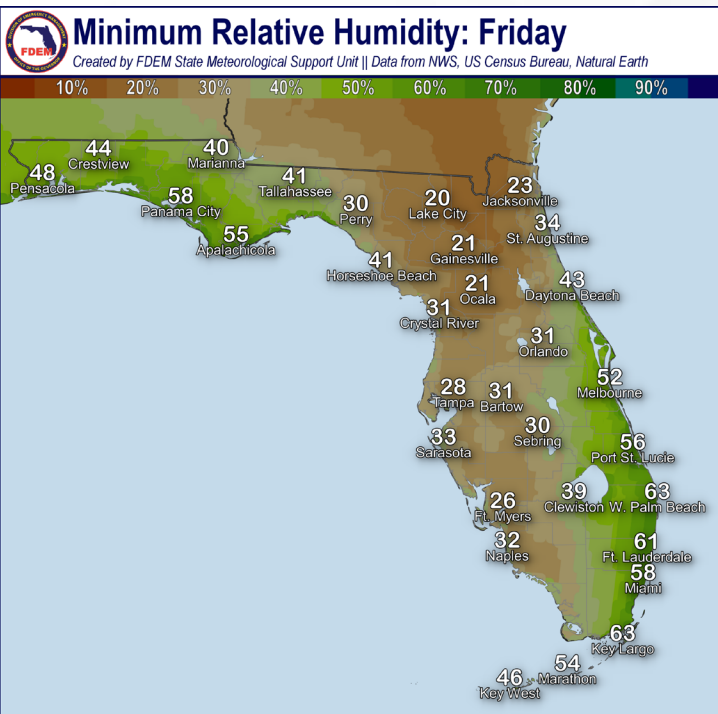 Minimum Relative Humidity: Friday
Created by FDEM State Meteorological Support Unit || Data from NWS, US Census Bureau, Natural Earth
FDEM
10% 20% 30% 40% 50% 60% 70% 80% 90%
44
Crestview
40
Marianna
48
Pensacola
41
Tallahassee
58
Panama City
30
Perry
20
Lake City
23
Jacksonville
55
Apalachicola
34
St. Augustine
21
Gainesville
41
Horseshoe Beach
21
Ocala
43
Daytona Beach
31
Crystal River
31
Orlando
28
Tampa
31
Bartow
52
Melbourne
33
Sarasota
30
Sebring
56
Port St. Lucie
26
Ft. Myers
39
Clewiston
63
W. Palm Beach
32
Naples
61
Ft. Lauderdale
58
Miami
63
Key Largo
54
Marathon
46
Key West